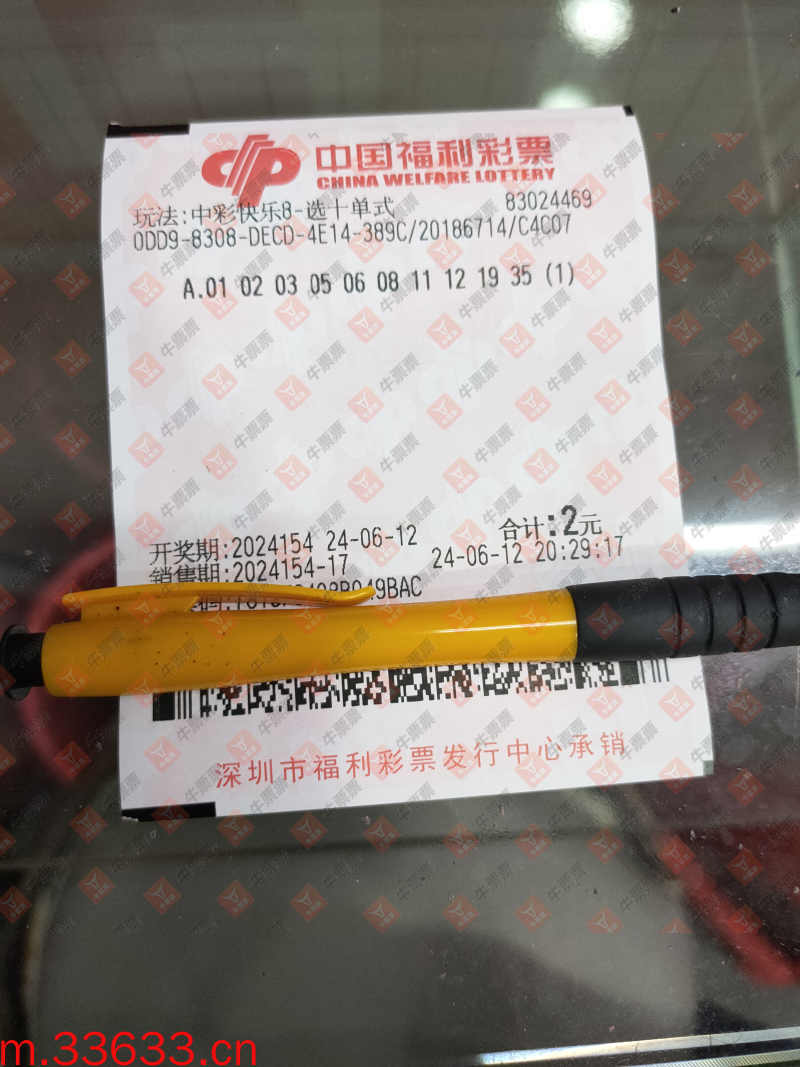 中国福利彩票
CHINA WELFARE LOTTERY
玩法:中彩快乐8-选十单式 83024469
0DD9-8308-DECD-4E14-389C/20186714/C4C07
A.01 02 03 05 06 08 11 12 19 35 (1)
合计:2元
开奖期:2024154 24-06-12
销售期:2024154-17 24-06-12 20:29:17
深圳市福利彩票发行中心承销
牛票票
m.33633.cn